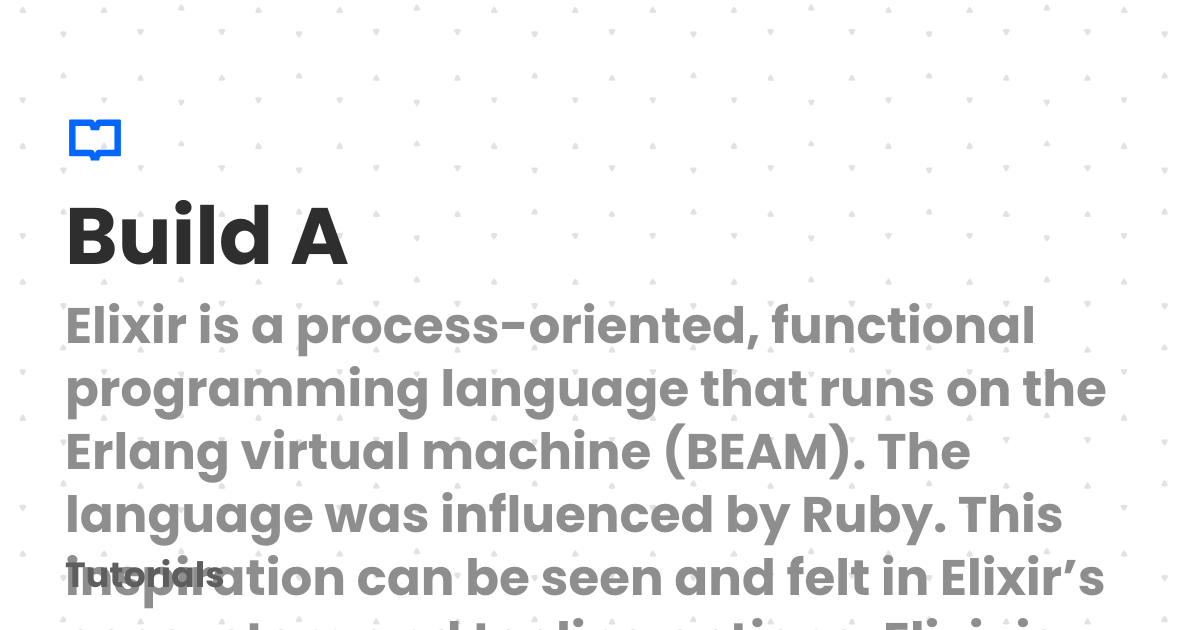 Build A
Elixir is a process-oriented, functional
programming language that runs on the
Erlang virtual machine (BEAM). The
language was influenced by Ruby. This
inspiration can be seen and felt in Elixir’s
Tutorials